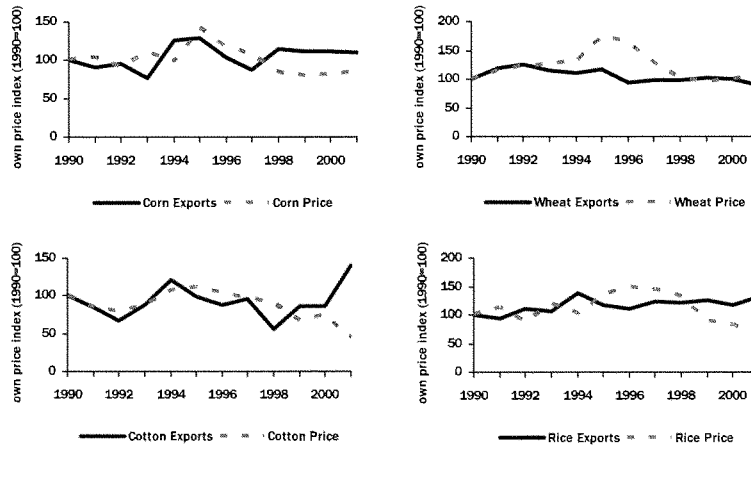 own price index (1990=100)
150
100
50
0
1990 1992 1994 1996 1998 2000
Corn Exports Corn Price
own price index (1990=100)
200
150
100
50
0
1990 1992 1994 1996 1998 2000
Wheat Exports Wheat Price
own price index (1990=100)
150
100
50
0
1990 1992 1994 1996 1998 2000
Cotton Exports Cotton Price
own price index (1990=100)
200
150
100
50
0
1990 1992 1994 1996 1998 2000
Rice Exports Rice Price